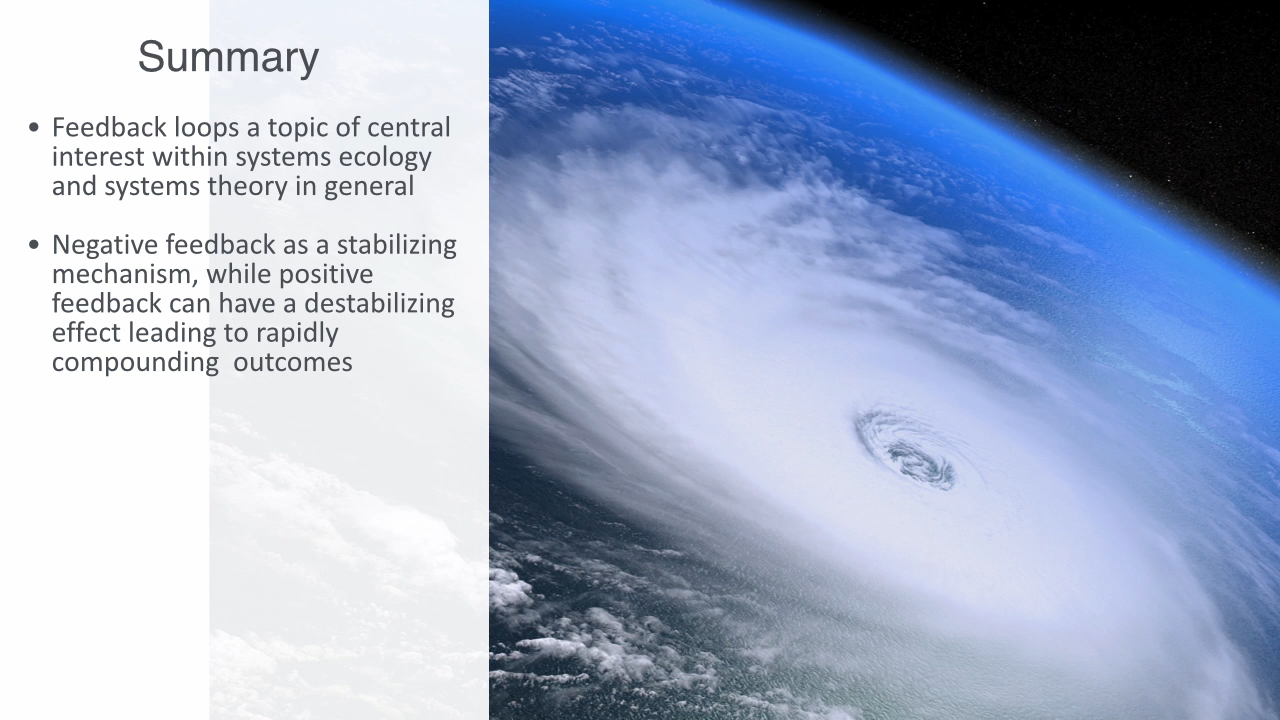 Summary
• Feedback loops a topic of central
interest within systems ecology
and systems theory in general
• Negative feedback as a stabilizing
mechanism, while positive
feedback can have a destabilizing
effect leading to rapidly
compounding  outcomes